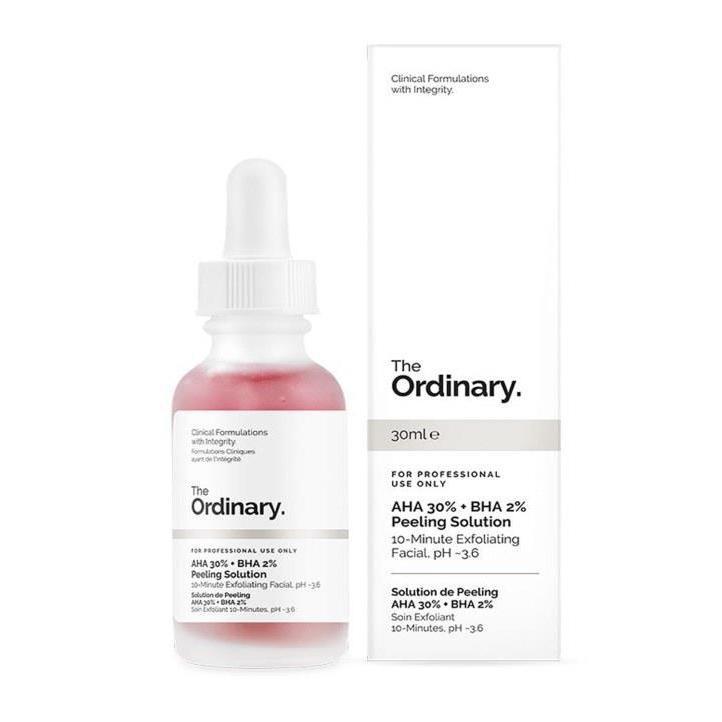 Clinical Formulations
with Integrity.
Formulations Cliniques
ayant de l'intégrité
The
Ordinary.
FOR PROFESSIONAL USE ONLY
AHA 30% + BHA 2%
Peeling Solution
10-Minute Exfoliating Facial, pH ~3.6
Solution de Peeling
AHA 30% + BHA 2%
Soin Exfoliant 10-Minutes, pH ~3.6
Clinical Formulations
with Integrity.
The
Ordinary.
30ml e
FOR PROFESSIONAL
USE ONLY
AHA 30% + BHA 2%
Peeling Solution
10-Minute Exfoliating
Facial, pH ~3.6
Solution de Peeling
AHA 30% + BHA 2%
Soin Exfoliant
10-Minutes, pH ~3.6